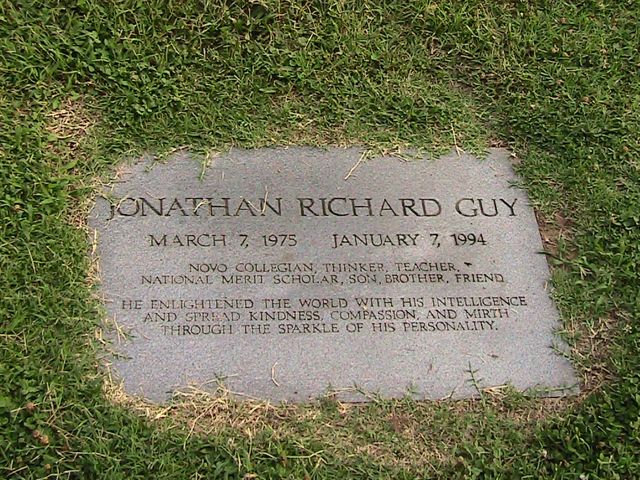 JONATHAN RICHARD GUY
MARCH 7, 1975 JANUARY 7, 1994
NOVO COLLEGIAN, THINKER, TEACHER,
NATIONAL MERIT SCHOLAR, SON, BROTHER, FRIEND
HE ENLIGHTENED THE WORLD WITH HIS INTELLIGENCE
AND SPREAD KINDNESS, COMPASSION, AND MIRTH
THROUGH THE SPARKLE OF HIS PERSONALITY.